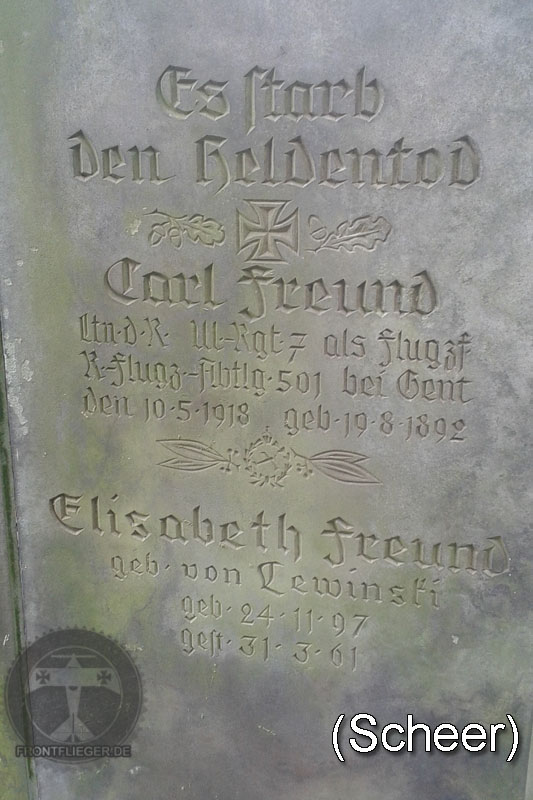 Es starb
den Heldentod
Carl Freund
Ltn·d·R· Ul·-Rgt·7 als Flugzf·
R·-Flugz·-Abtlg·501 bei Gent
den 10·5·1918 geb·19·8·1892
Elisabeth Freund
geb· von Lewinski
geb· 24·11·97
gest· 31·3·61
FRONTFLIEGER.DE
(Scheer)